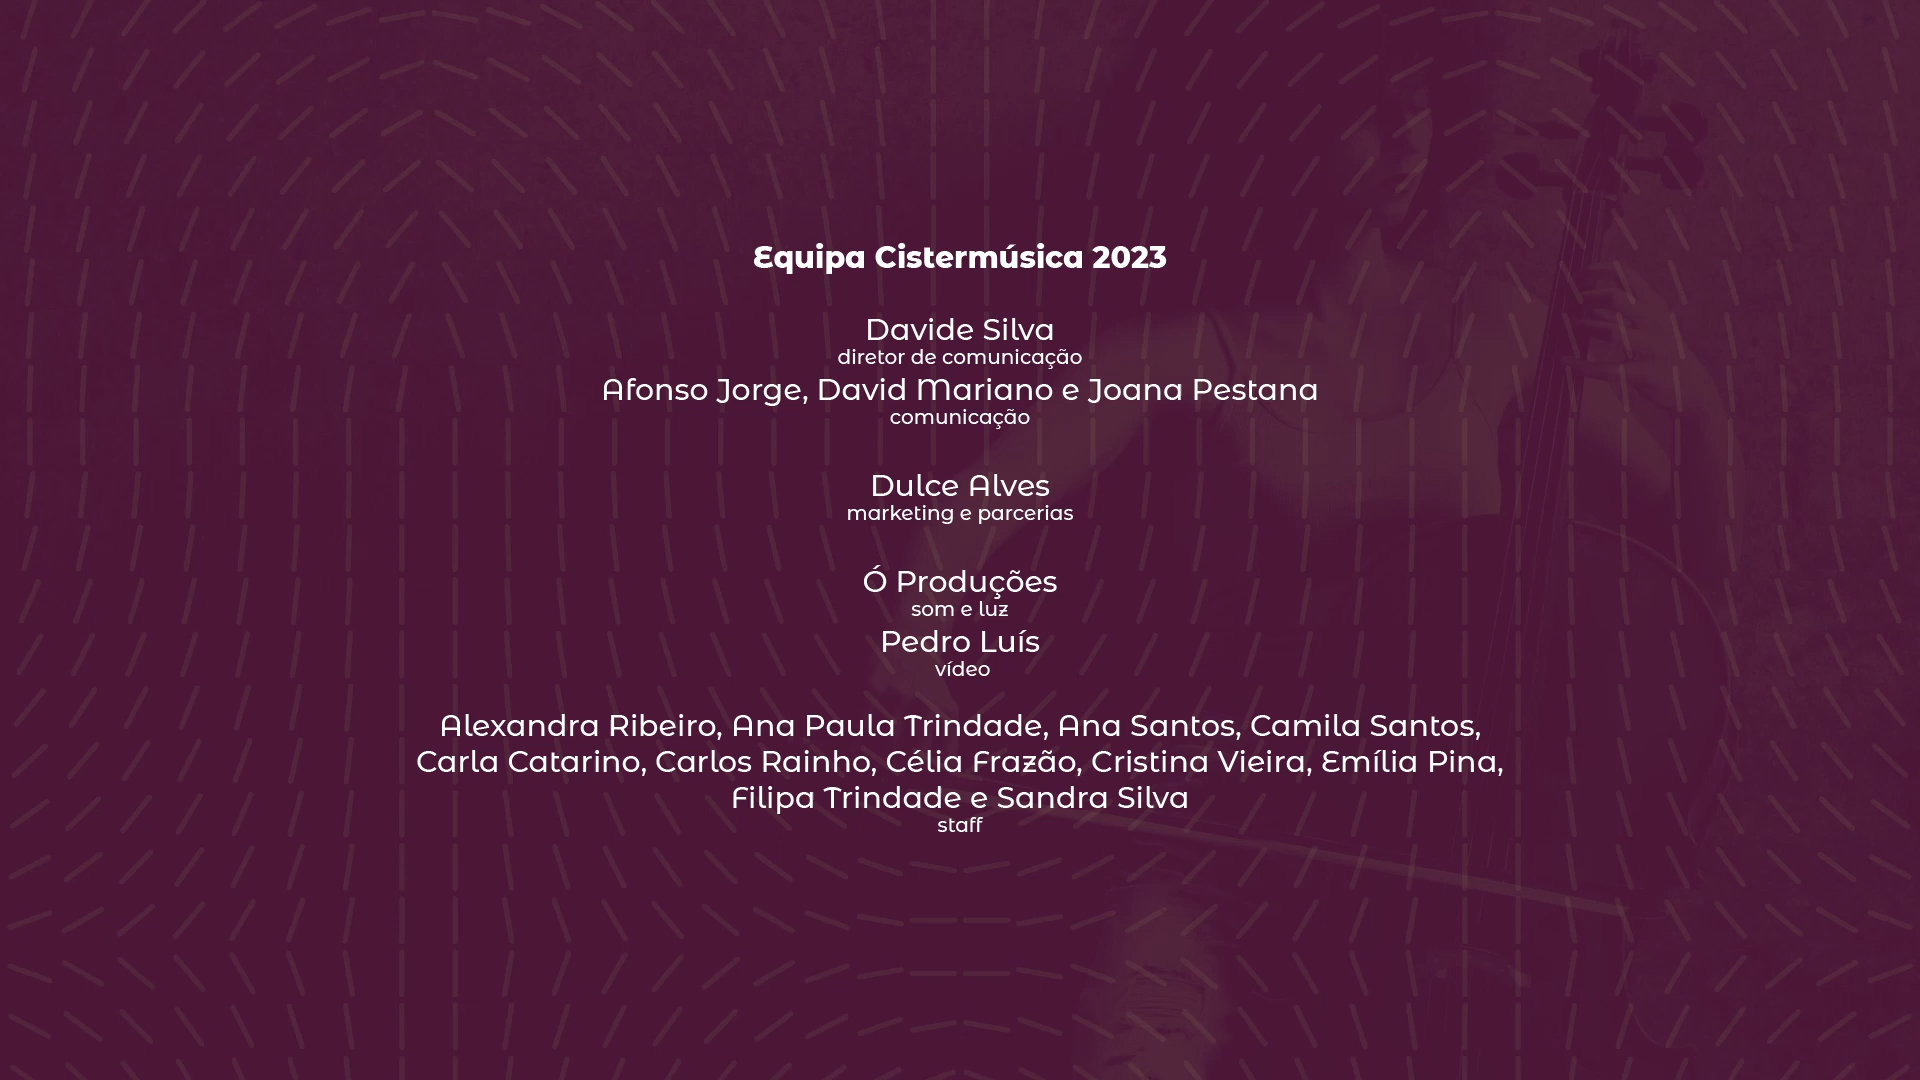 Equipa Cistermúsica 2023
Davide Silva
diretor de comunicação
Afonso Jorge, David Mariano e Joana Pestana
comunicação
Dulce Alves
marketing e parcerias
Ó Produções
som e luz
Pedro Luís
vídeo
Alexandra Ribeiro, Ana Paula Trindade, Ana Santos, Camila Santos,
Carla Catarino, Carlos Rainho, Célia Frazão, Cristina Vieira, Emília Pina,
Filipa Trindade e Sandra Silva
staff